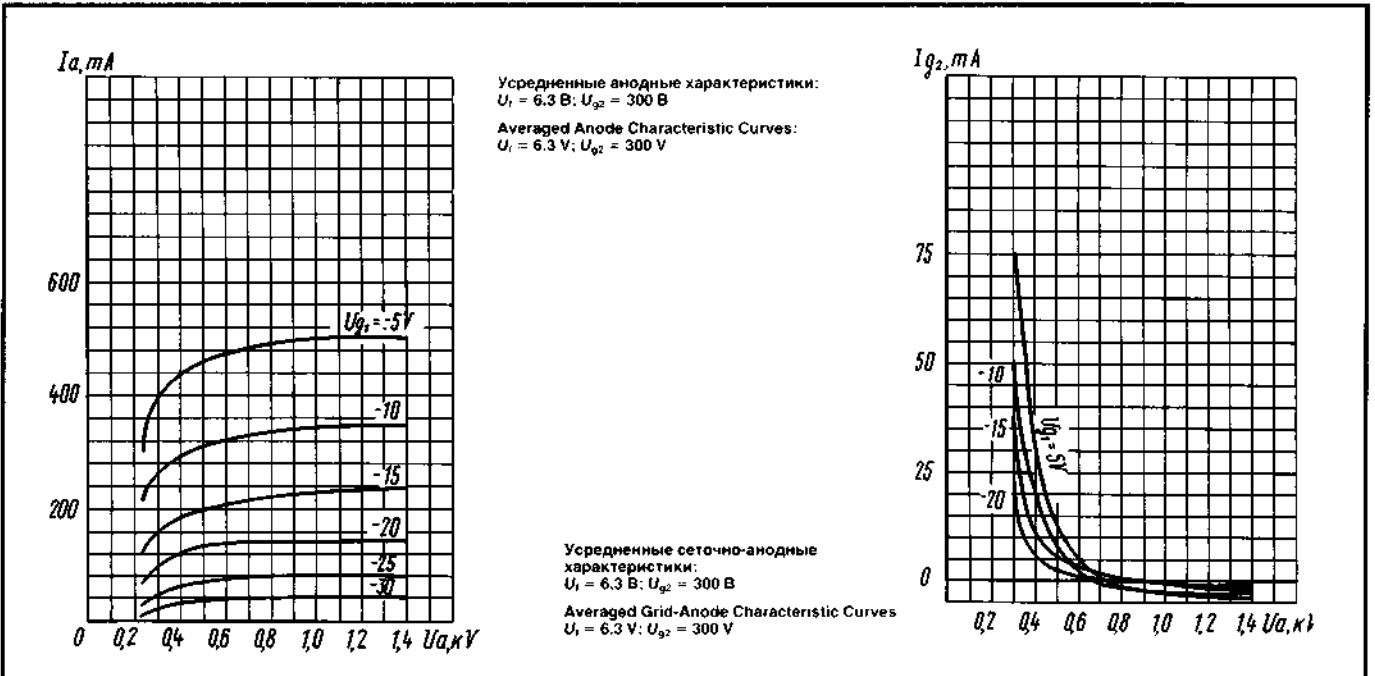 Ia, mA
600
400
200
0 0,2 0,4 0,6 0,8 1,0 1,2 1,4 Ua, кV
Ug₁=-5V
-10
-15
-20
-25
-30
Усредненные анодные характеристики:
Uf = 6.3 В; Ug2 = 300 В
Averaged Anode Characteristic Curves:
Uf = 6.3 V; Ug2 = 300 V
Усредненные сеточно-анодные
характеристики:
Uf = 6.3 В; Ug2 = 300 В
Averaged Grid-Anode Characteristic Curves
Uf = 6.3 V; Ug2 = 300 V
Ig₂, mA
75
50
25
0
0,2 0,4 0,6 0,8 1,0 1,2 1,4 Ua,
-10
-15
-20
Ug₁=-5V